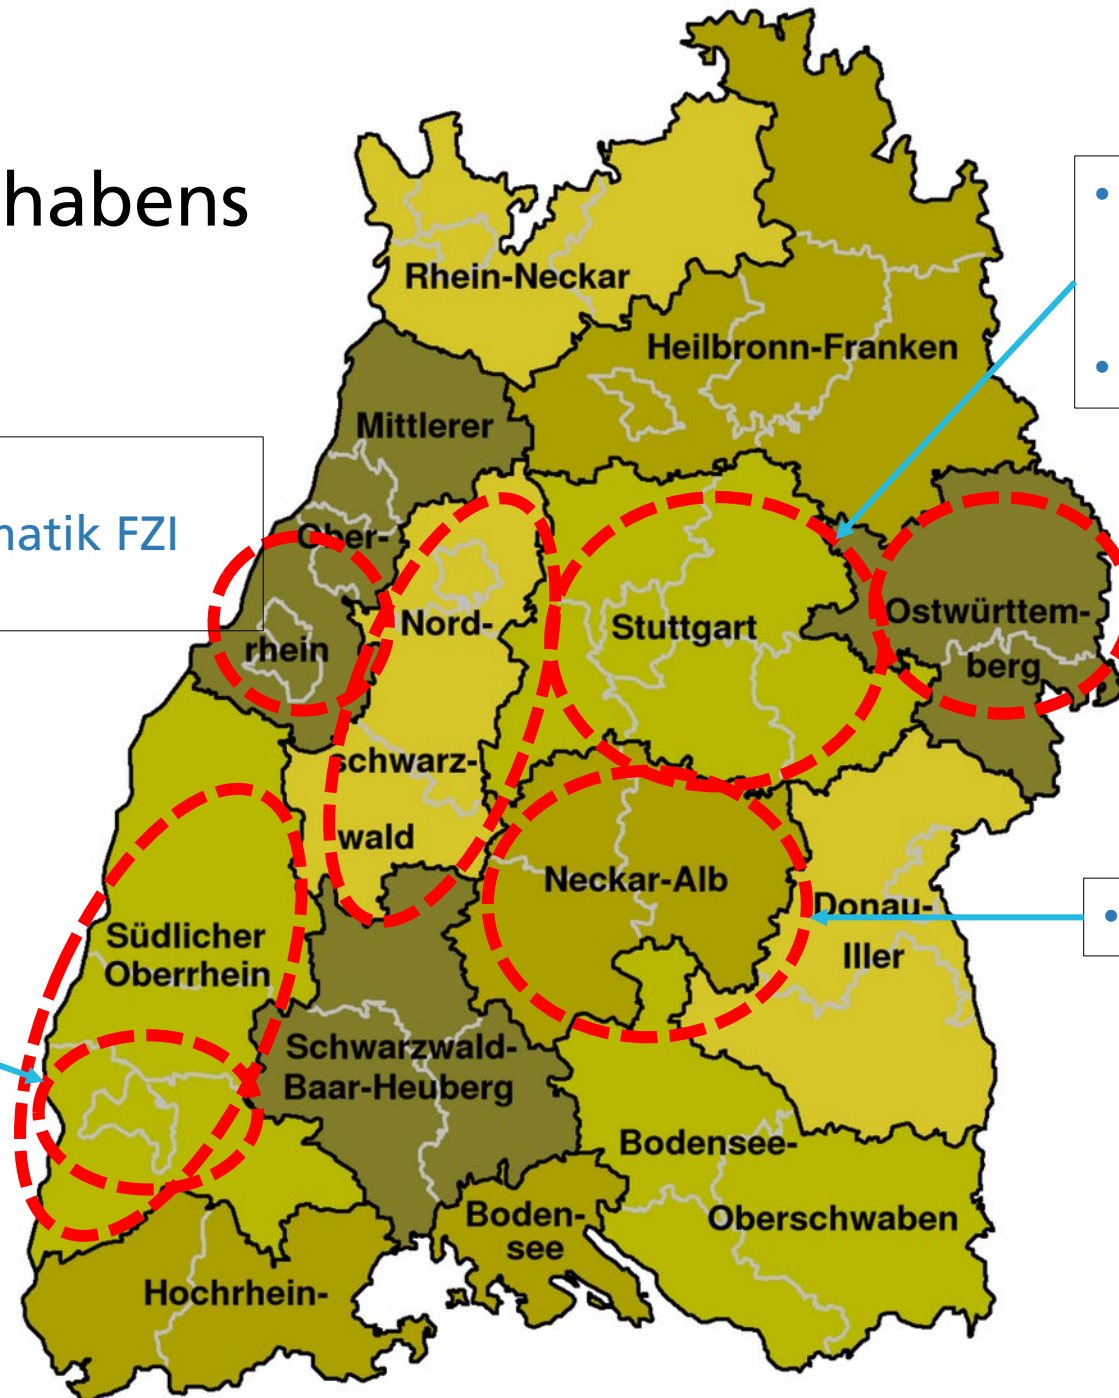 habens
matik FZI
Rhein-Neckar
Heilbronn-Franken
Mittlerer
Ober-
rhein
Nord-
schwarz-
wald
Stuttgart
Ostwürttem-
berg
Neckar-Alb
Donau-
Iller
Südlicher
Oberrhein
Schwarzwald-
Baar-Heuberg
Bodensee-
Oberschwaben
Hochrhein-
Boden-
see